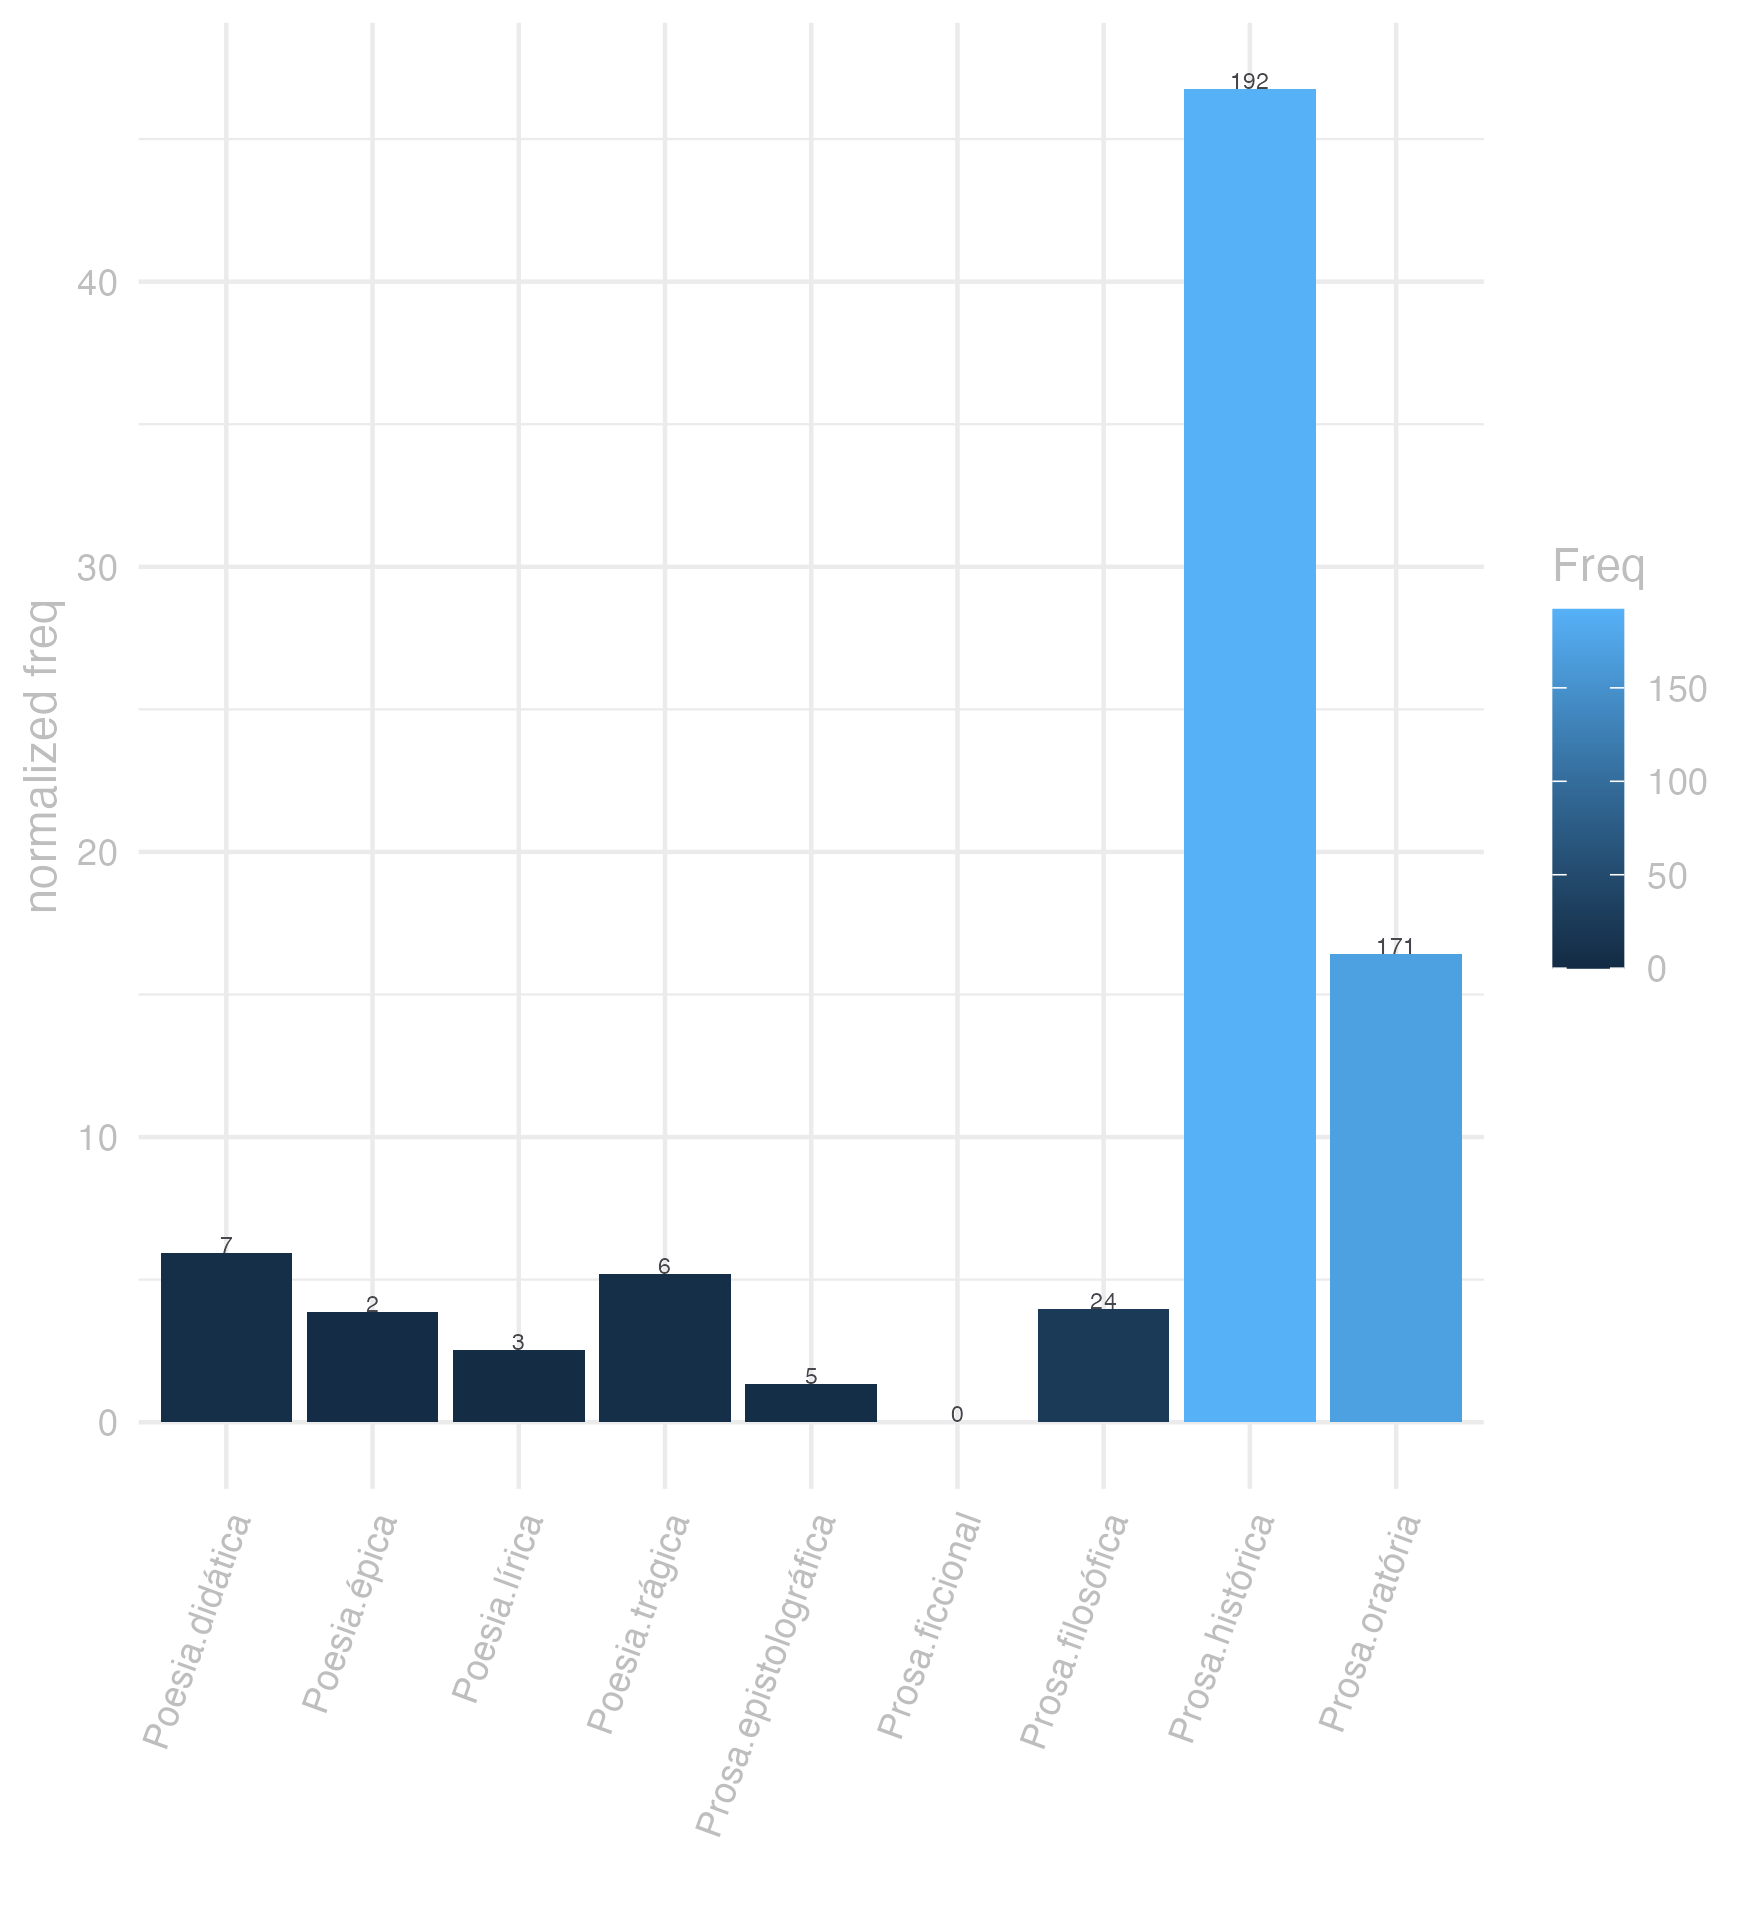 192
40
30
20
10
0
normalized freq
171
7
2
3
6
5
0
24
Freq
150
100
50
0
Poesia.didática
Poesia.épica
Poesia.lírica
Poesia.trágica
Prosa.epistolográfica
Prosa.ficcional
Prosa.filosófica
Prosa.histórica
Prosa.oratória